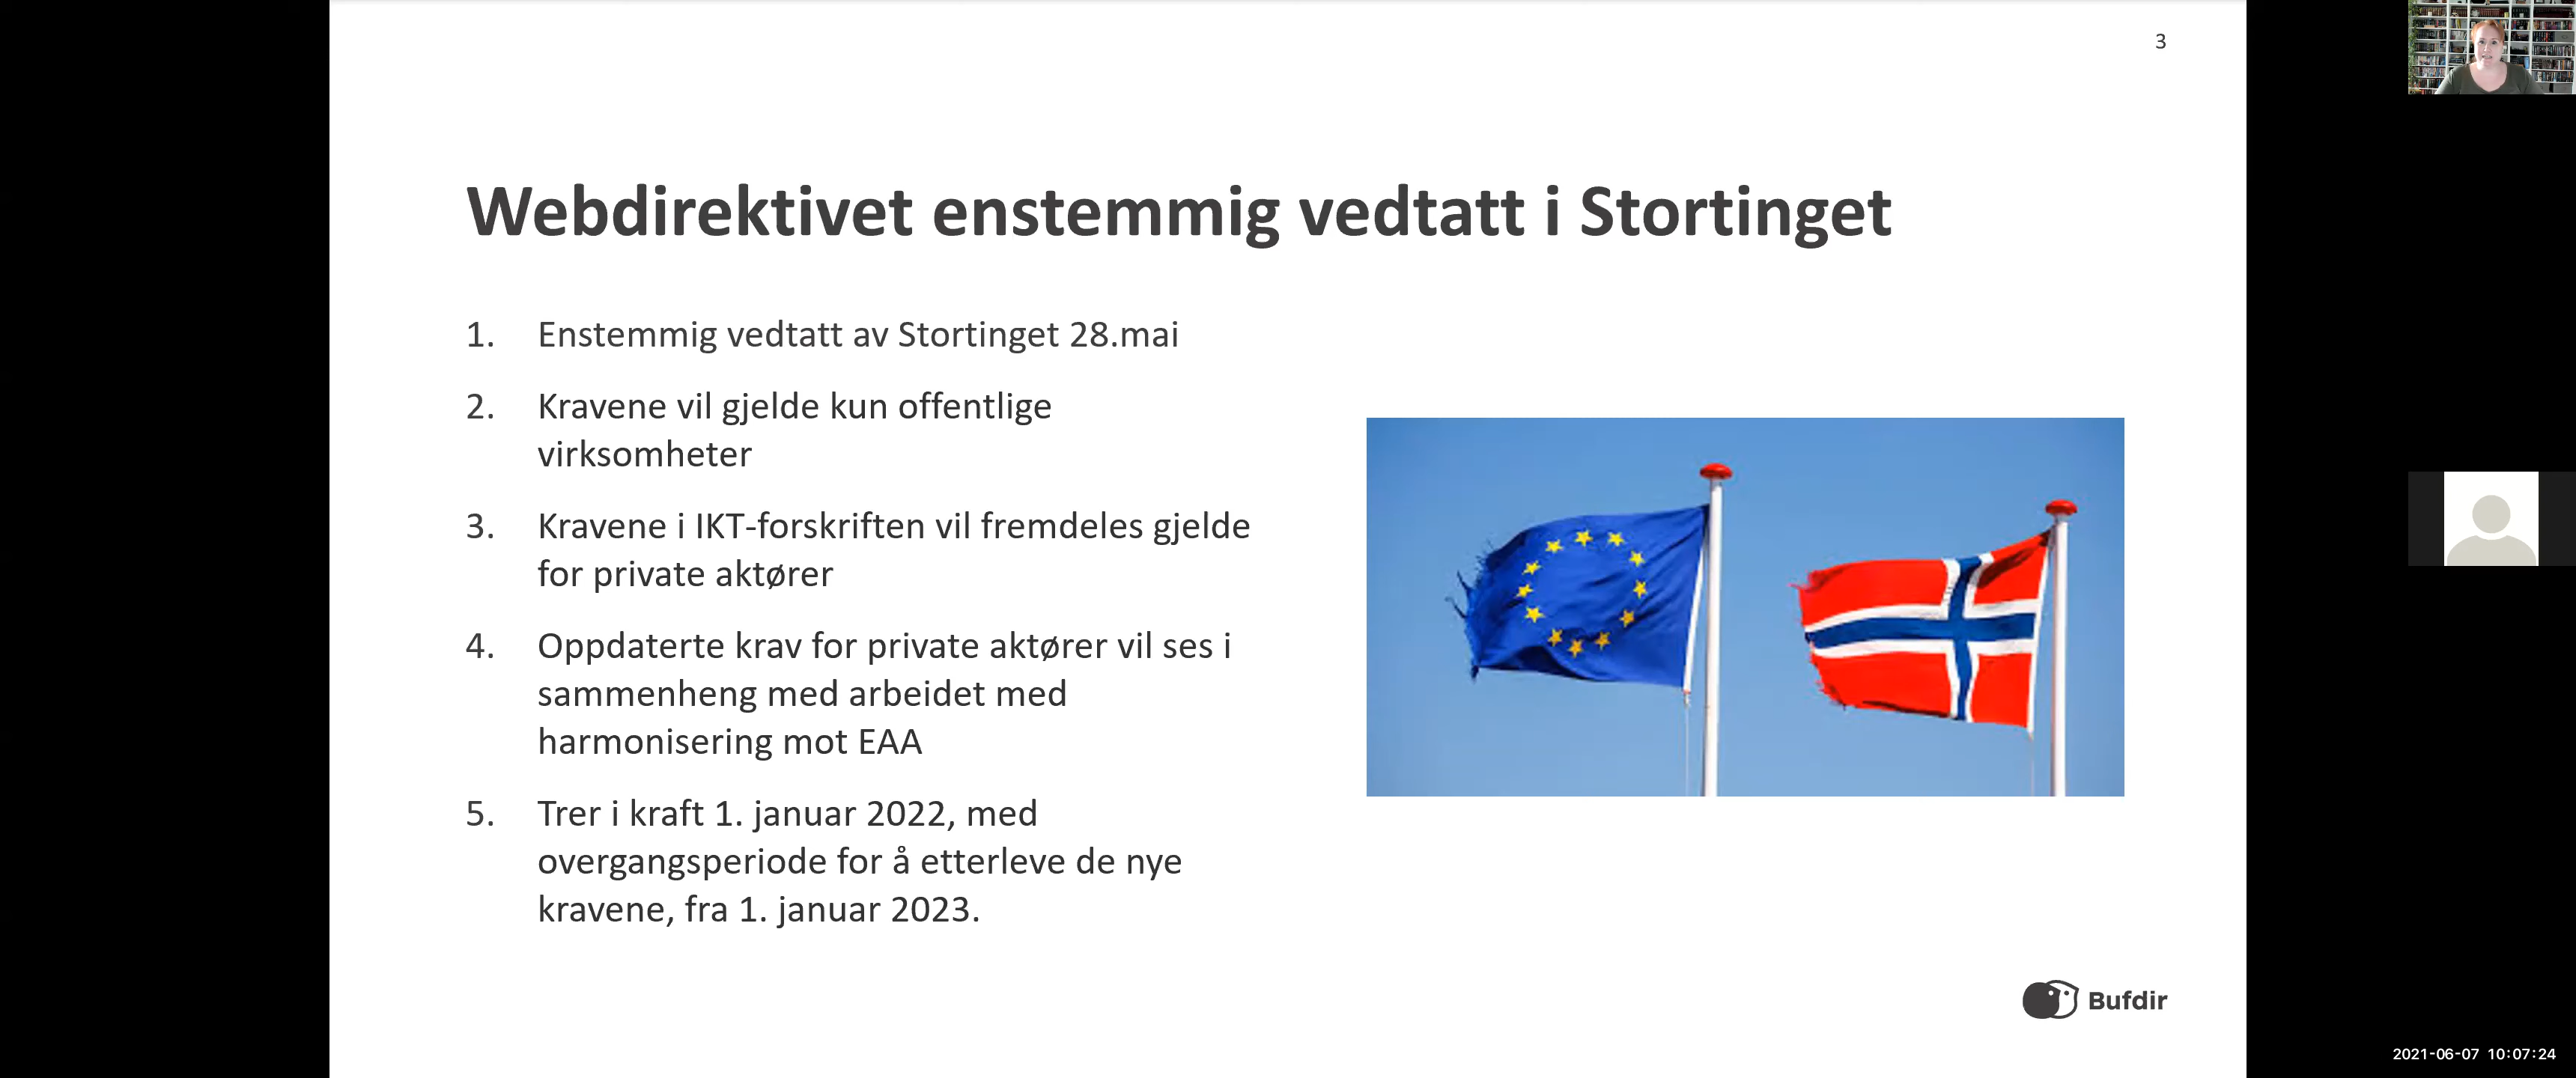 3
Webdirektivet enstemmig vedtatt i Stortinget
1. Enstemmig vedtatt av Stortinget 28.mai
2. Kravene vil gjelde kun offentlige
virksomheter
3. Kravene i IKT-forskriften vil fremdeles gjelde
for private aktører
4. Oppdaterte krav for private aktører vil ses i
sammenheng med arbeidet med
harmonisering mot EAA
5. Trer i kraft 1. januar 2022, med
overgangsperiode for å etterleve de nye
kravene, fra 1. januar 2023.
Bufdir
2021-06-07 10:07:24